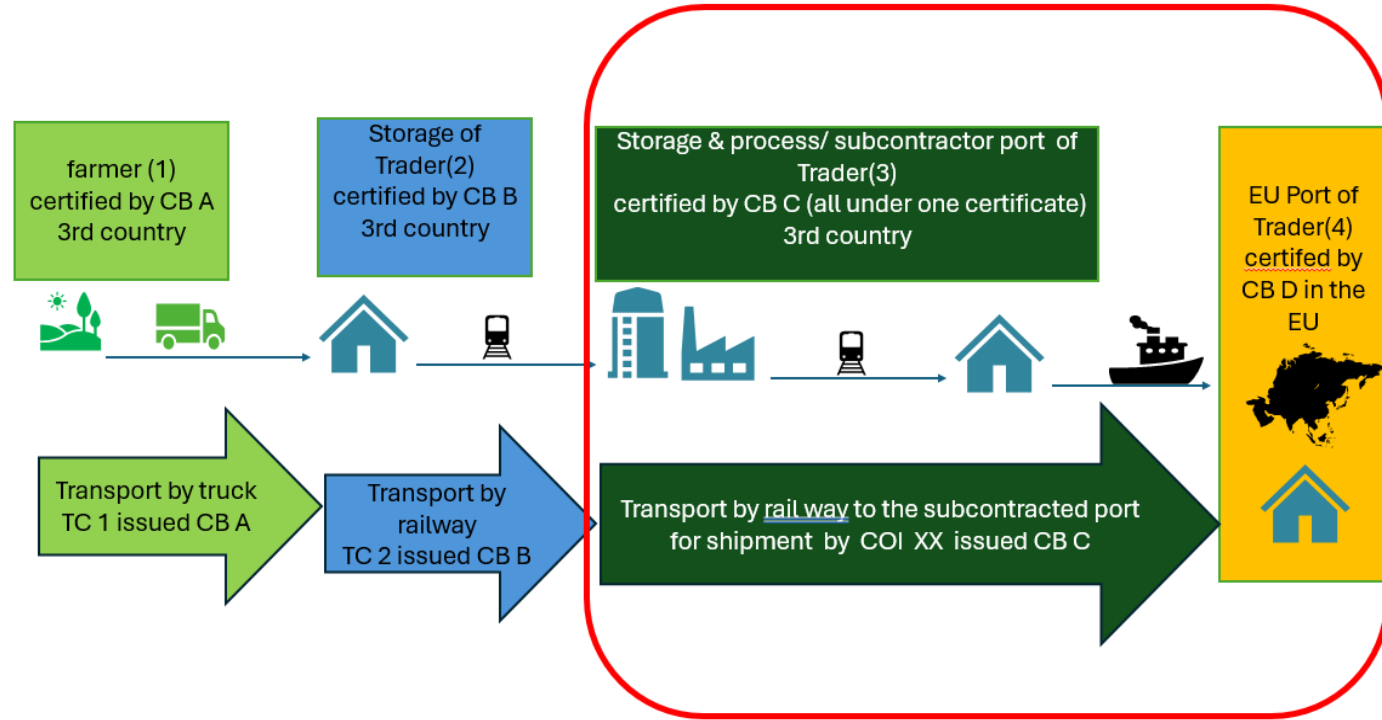 farmer (1)
certified by CB A
3rd country
Storage of
Trader(2)
certified by CB B
3rd country
Storage & process/ subcontractor port of
Trader(3)
certified by CB C (all under one certificate)
3rd country
EU Port of
Trader(4)
certifed by
CB D in the
EU
Transport by truck
TC 1 issued CB A
Transport by
railway
TC 2 issued CB B
Transport by rail way to the subcontracted port
for shipment by COI XX issued CB C